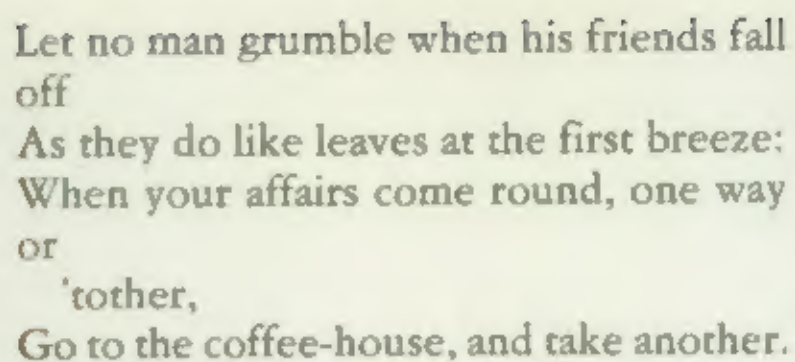 Let no man grumble when his friends fall
off
As they do like leaves at the first breeze:
When your affairs come round, one way
or
'tother,
Go to the coffee-house, and take another.